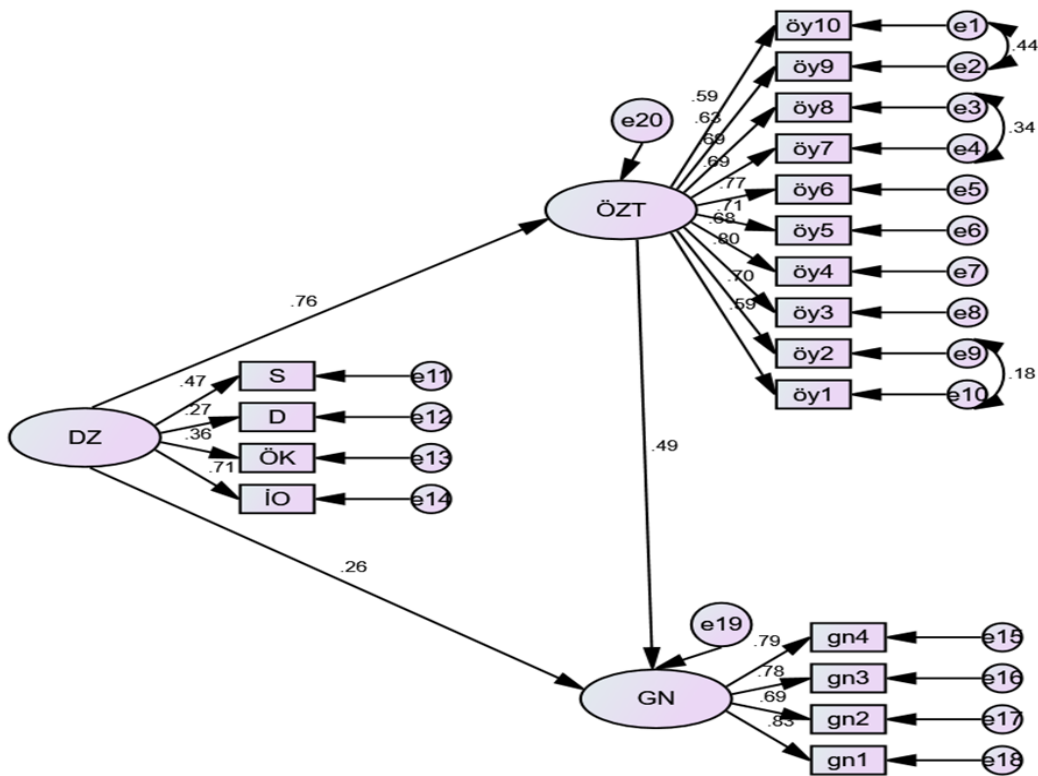 öy10
e1
.44
öy9
e2
.59
öy8
e3
.63
e20
.34
.69
öy7
e4
.69
.77
öy6
e5
ÖZT
.71
.68
öy5
e6
.80
öy4
e7
.70
.76
.59
öy3
e8
öy2
e9
.18
S
e11
.47
öy1
e10
.27
D
e12
.36
DZ
.49
ÖK
e13
.71
İO
e14
.26
e19
.79
gn4
e15
.78
gn3
e16
GN
.69
.83
gn2
e17
gn1
e18